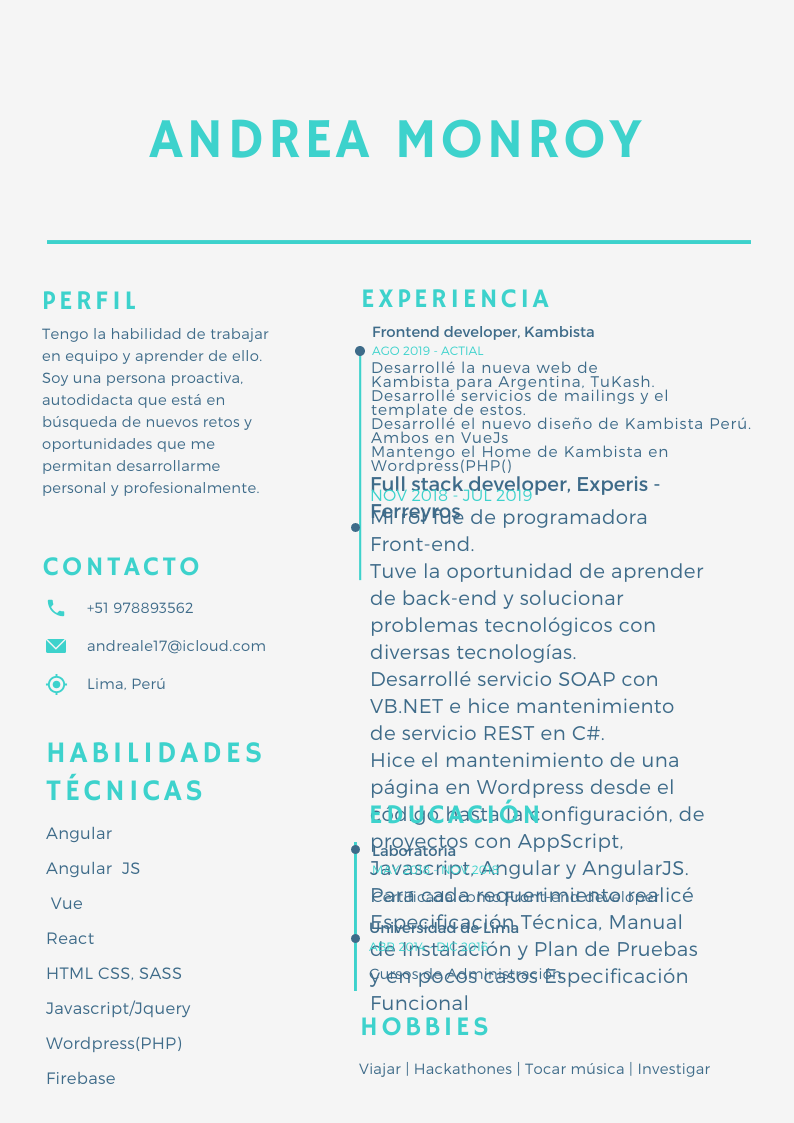 ANDREA MONROY
PERFIL
Tengo la habilidad de trabajar
en equipo y aprender de ello.
Soy una persona proactiva,
autodidacta que está en
búsqueda de nuevos retos y
oportunidades que me
permitan desarrollarme
personal y profesionalmente.
CONTACTO
+51 978893562
andreale17@icloud.com
Lima, Perú
HABILIDADES
TÉCNICAS
Angular
Angular JS
Vue
React
HTML CSS, SASS
Javascript/Jquery
Wordpress(PHP)
Firebase
EXPERIENCIA
Frontend developer, Kambista
AGO 2019 - ACTIAL
Desarrollé la nueva web de
Kambista para Argentina, TuKash.
Desarrollé servicios de mailings y el
template de estos.
Desarrollé el nuevo diseño de Kambista Perú.
Ambos en VueJs
Mantengo el Home de Kambista en
Wordpress(PHP()
Full stack developer, Experis -
Ferreyros
NOV 2018 - JUL 2019
Mi rol fue de programadora
Front-end.
Tuve la oportunidad de aprender
de back-end y solucionar
problemas tecnológicos con
diversas tecnologías.
Desarrollé servicio SOAP con
VB.NET e hice mantenimiento
de servicio REST en C#.
Hice el mantenimiento de una
página en Wordpress desde el
código hasta la configuración, de
proyectos con AppScript,
Javascript, Angular y AngularJS.
Para cada requerimiento realicé
Especificación Técnica, Manual
de Instalación y Plan de Pruebas
y en pocos casos Especificación
Funcional
EDUCACIÓN
Laboratoria
Certificada como Front-end developer
Universidad de Lima
Cursos de Administración
HOBBIES
Viajar | Hackathones | Tocar música | Investigar